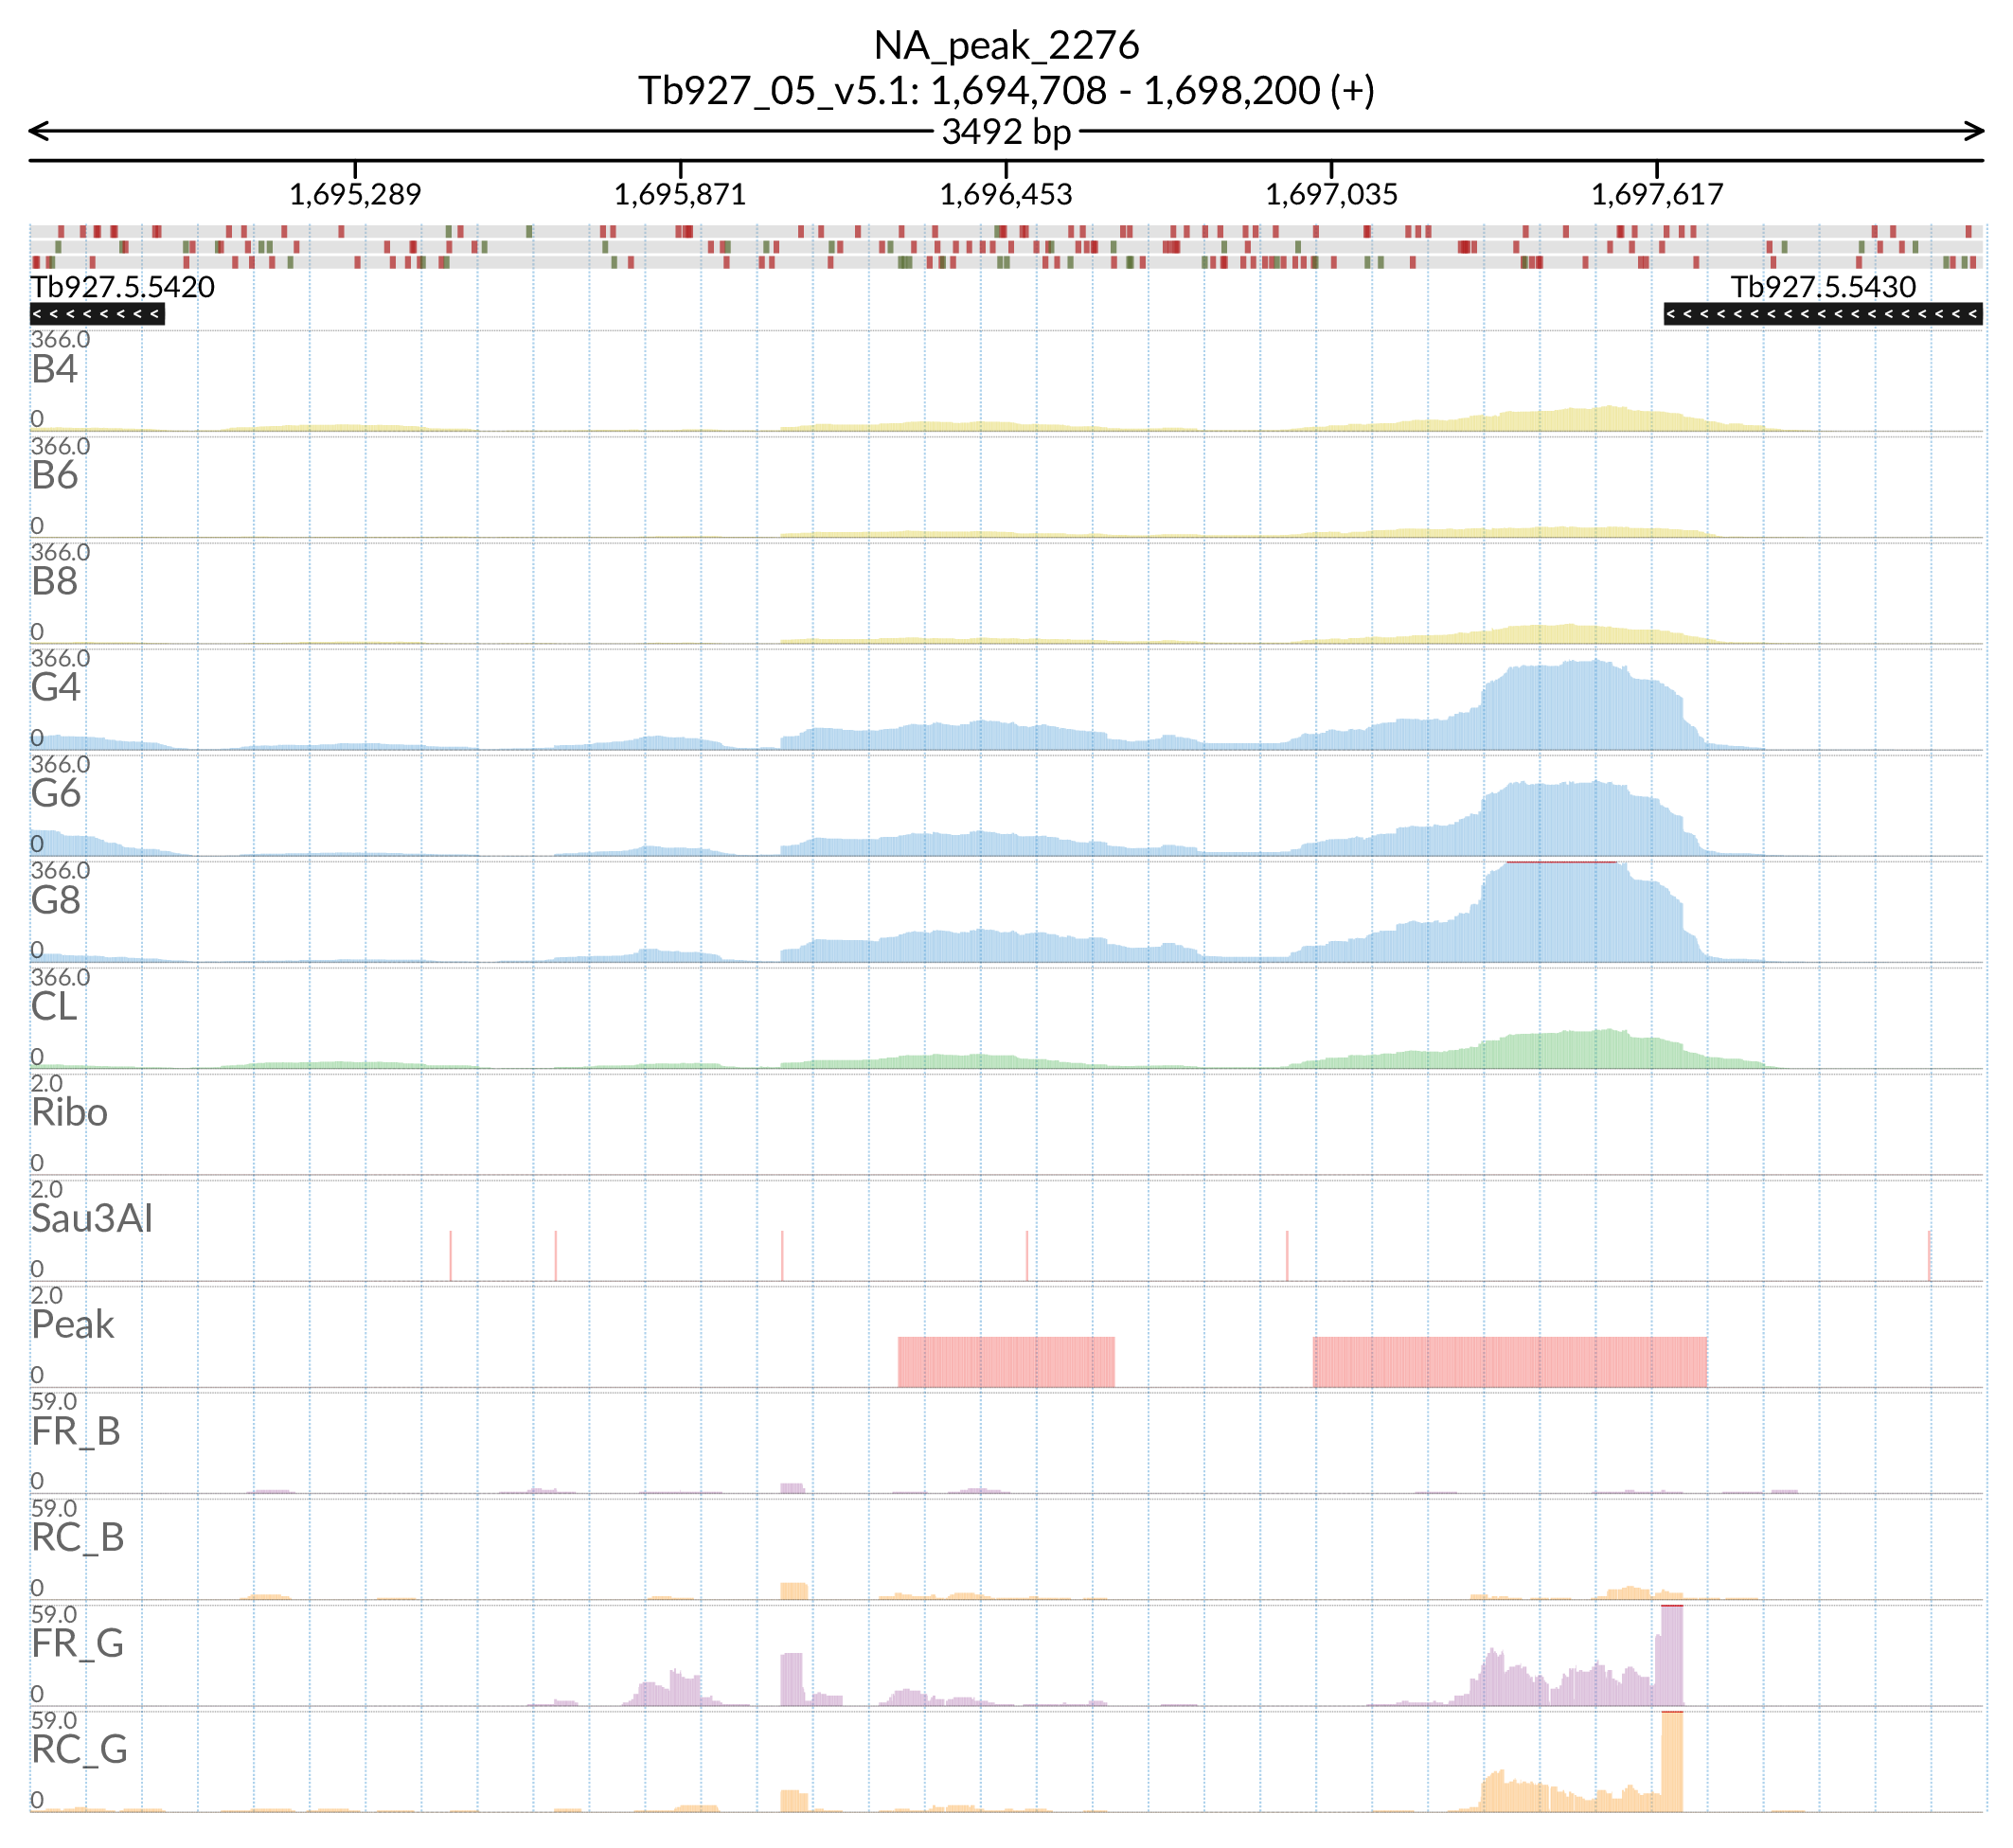 NA_peak_2276
Tb927_05_v5.1: 1,694,708 - 1,698,200 (+)
3492 bp
1,695,289 1,695,871 1,696,453 1,697,035 1,697,617
Tb927.5.5420 Tb927.5.5430
366.0
B4
0
366.0
B6
0
366.0
B8
0
366.0
G4
0
366.0
G6
0
366.0
G8
0
366.0
CL
0
2.0
Ribo
0
2.0
Sau3AI
0
2.0
Peak
0
59.0
FR_B
0
59.0
RC_B
0
59.0
FR_G
0
59.0
RC_G
0